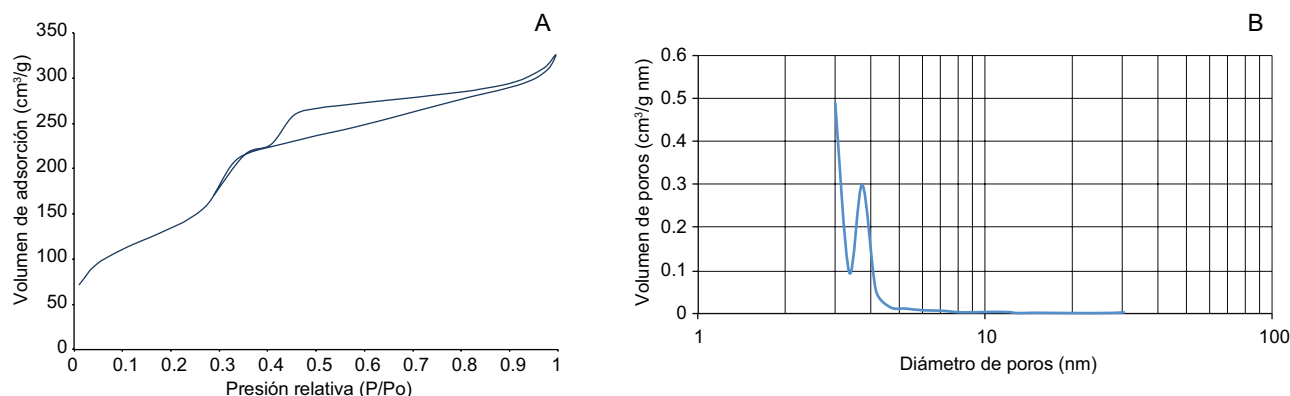 A
Volumen de adsorción (cm³/g)
350
300
250
200
150
100
50
0
0 0.1 0.2 0.3 0.4 0.5 0.6 0.7 0.8 0.9 1
Presión relativa (P/Po)
B
Volumen de poros (cm³/g nm)
0.6
0.5
0.4
0.3
0.2
0.1
0
1 10 100
Diámetro de poros (nm)